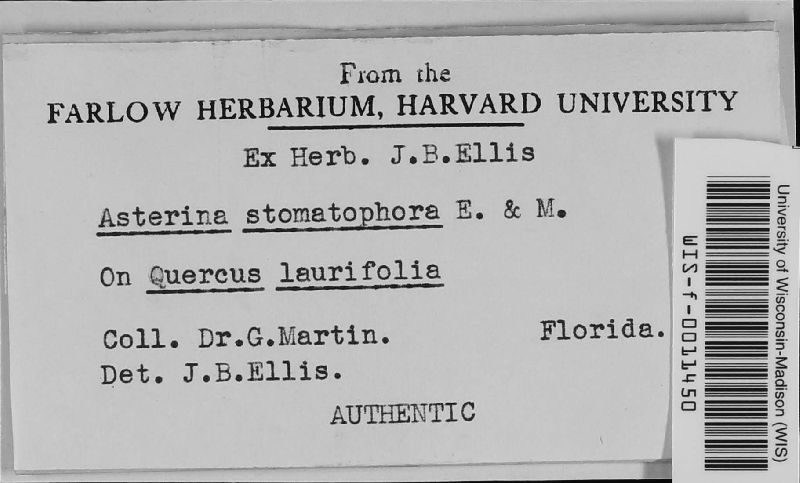 From the
FARLOW HERBARIUM, HARVARD UNIVERSITY
Ex Herb. J.B.Ellis
Asterina stomatophora E. & M.
On Quercus laurifolia
Coll. Dr.G.Martin. Florida.
Det. J.B.Ellis.
AUTHENTIC
University of Wisconsin-Madison (WIS)
WIS-f-0011450